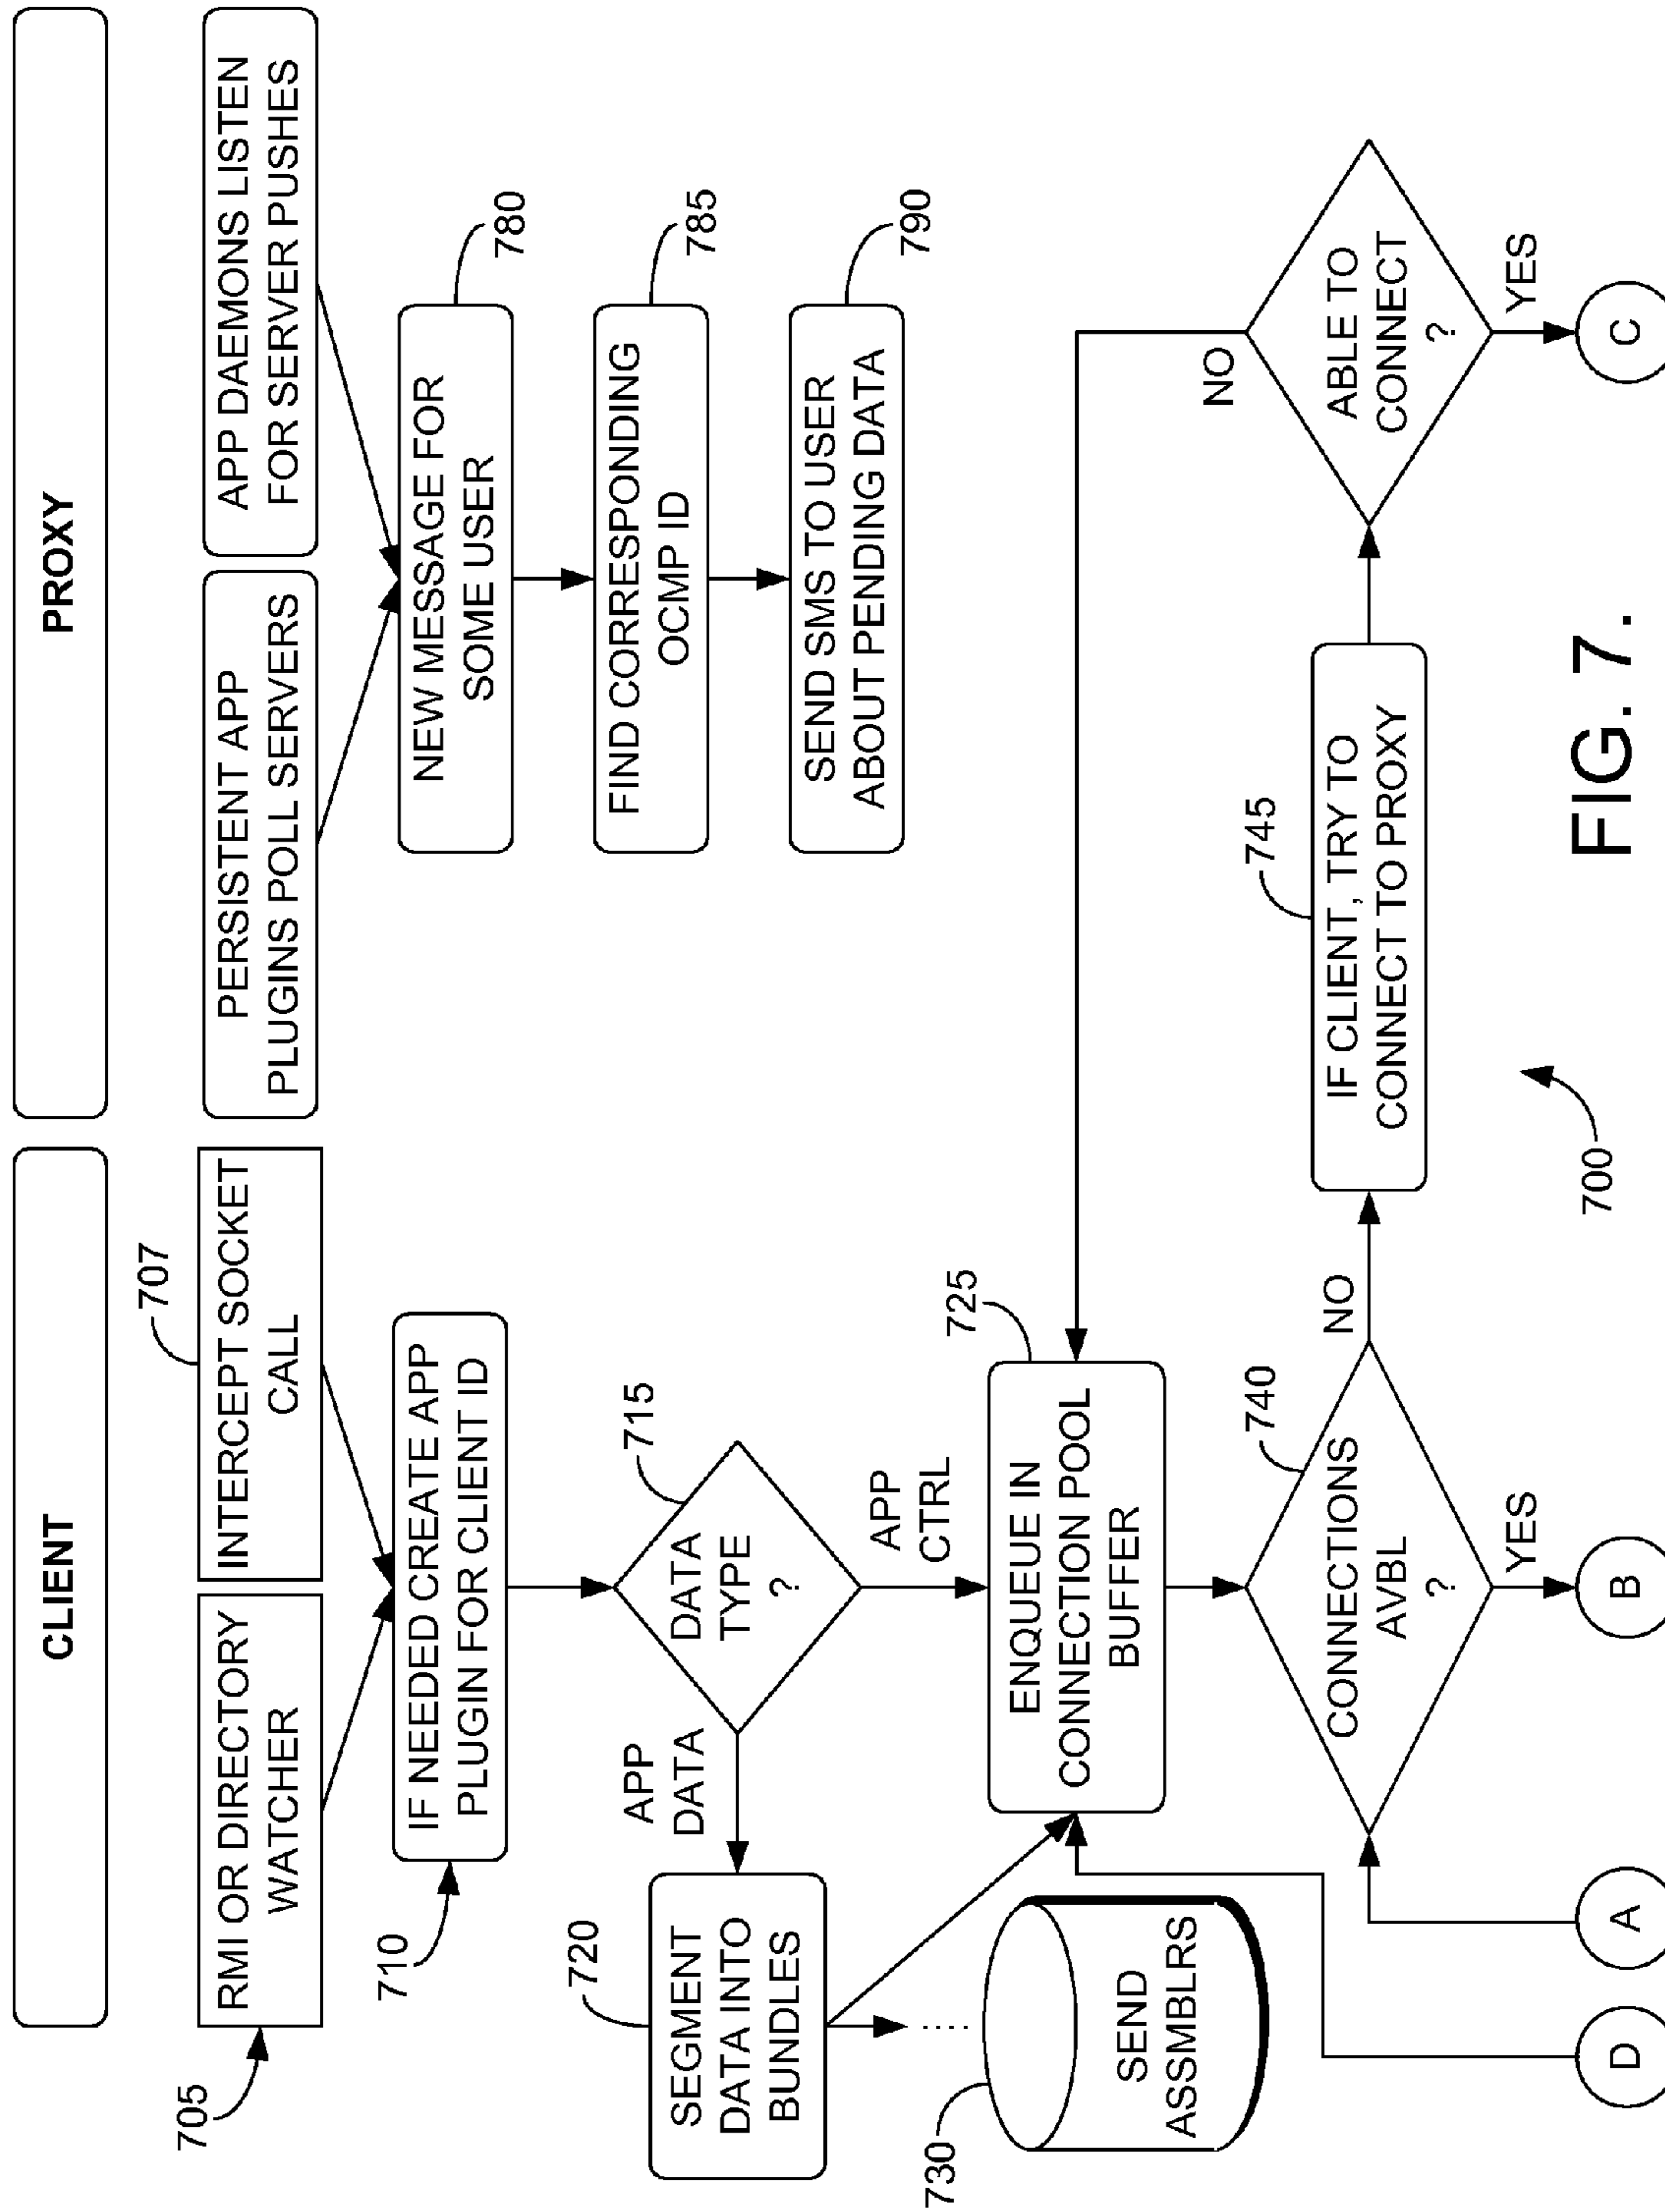 CLIENT
PROXY
707
RMI OR DIRECTORY
WATCHER
INTERCEPT SOCKET
CALL
PERSISTENT APP
PLUGINS POLL SERVERS
APP DAEMONS LISTEN
FOR SERVER PUSHES
705
IF NEEDED CREATE APP
PLUGIN FOR CLIENT ID
710
NEW MESSAGE FOR
SOME USER
780
DATA
TYPE
?
715
FIND CORRESPONDING
OCMP ID
785
APP
DATA
APP
CTRL
720
SEGMENT
DATA INTO
BUNDLES
SEND SMS TO USER
ABOUT PENDING DATA
790
725
ENQUEUE IN
CONNECTION POOL
BUFFER
730
SEND
ASSMBLRS
740
CONNECTIONS
AVBL
?
NO
YES
745
IF CLIENT, TRY TO
CONNECT TO PROXY
NO
ABLE TO
CONNECT
?
YES
D
A
B
C
700
FIG. 7.